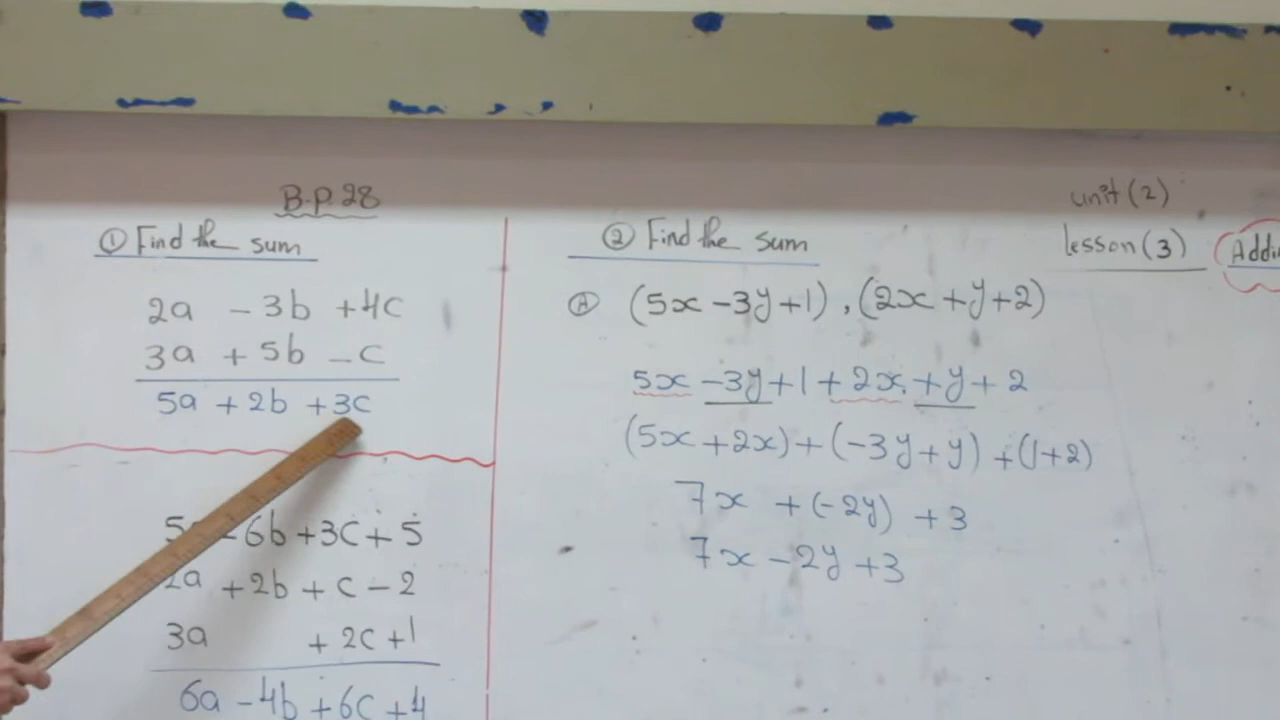 B.P.28
① Find the sum
2a - 3b + 4c
3a + 5b - c
5a + 2b + 3c
- 6b + 3c + 5
2a + 2b + c - 2
3a + 2c + 1
6a - 4b + 6c + 4
unit (2)
lesson (3)
② Find the sum
Ⓐ (5x - 3y + 1) , (2x + y + 2)
5x - 3y + 1 + 2x + y + 2
(5x + 2x) + (-3y + y) + (1 + 2)
7x + (-2y) + 3
7x - 2y + 3